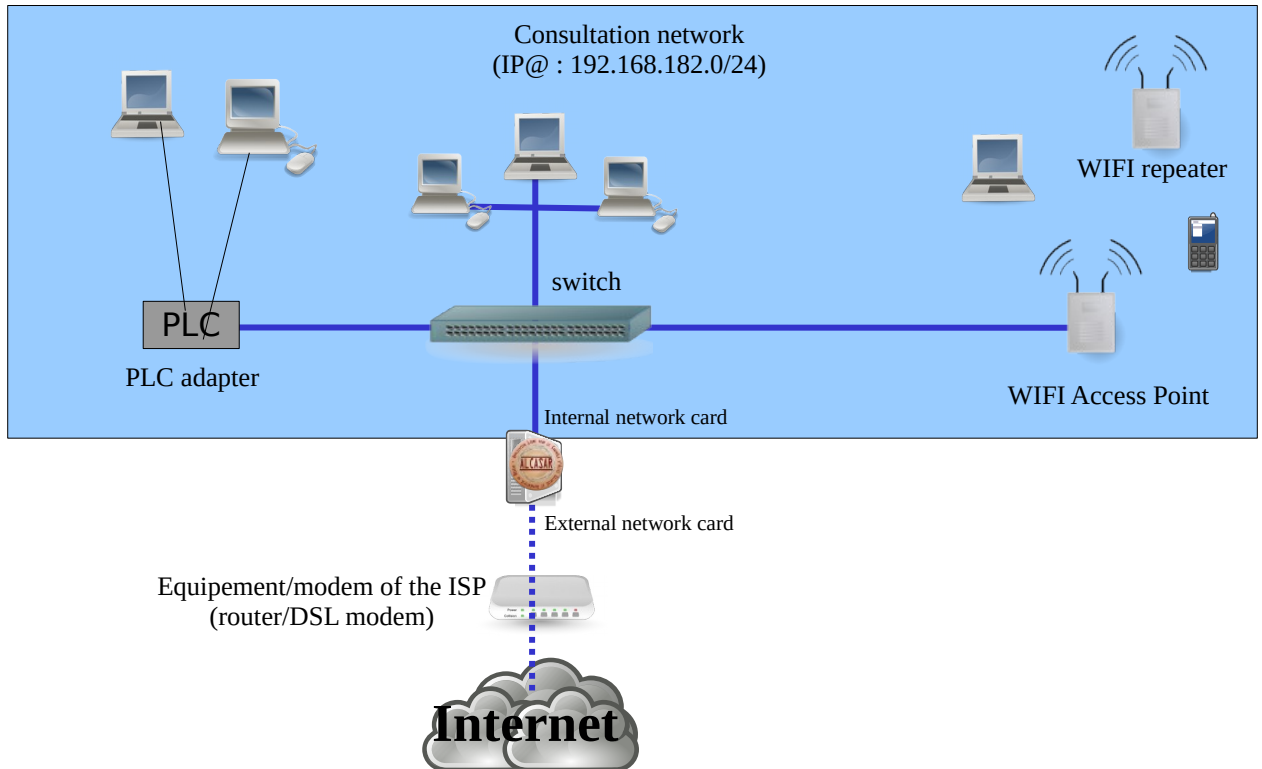 Consultation network
(IP@ : 192.168.182.0/24)
WIFI repeater
switch
PLC
PLC adapter
WIFI Access Point
Internal network card
ALCASAR
External network card
Equipement/modem of the ISP
(router/DSL modem)
Power
Internet